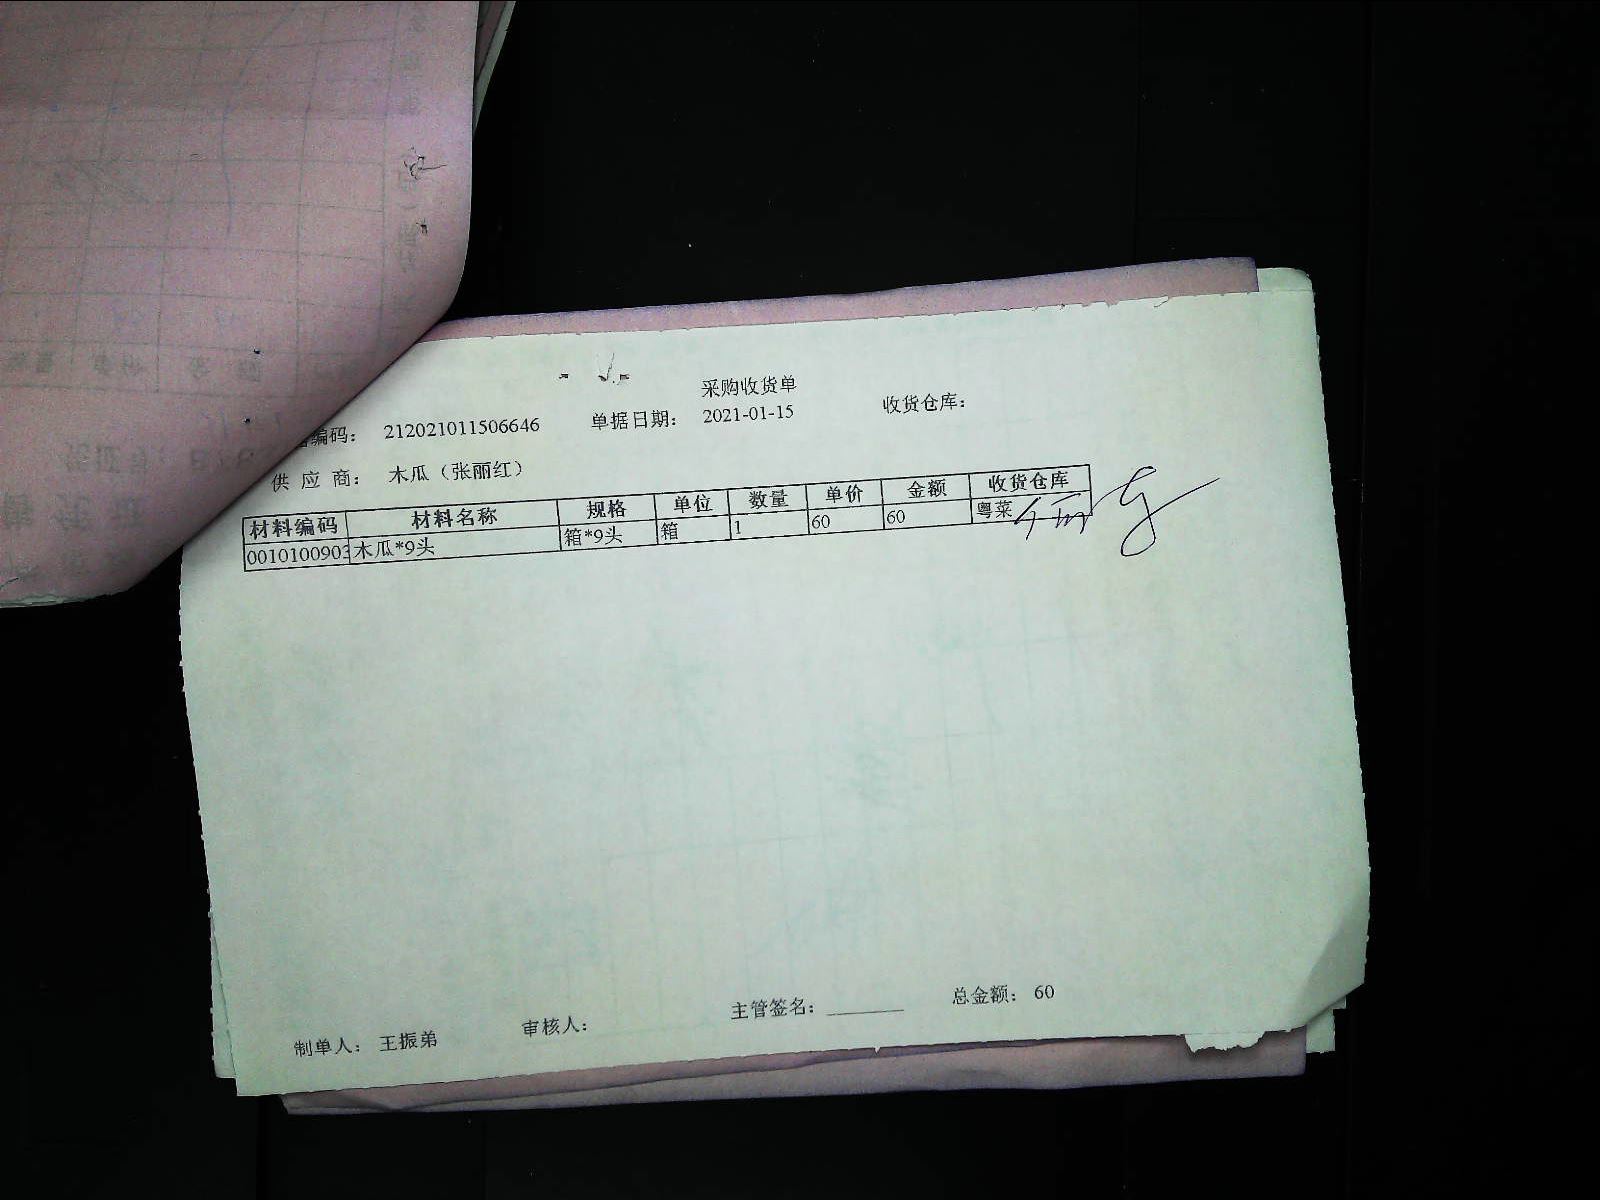 采购收货单
编码： 212021011506646 单据日期： 2021-01-15 收货仓库：
供 应 商： 木瓜（张丽红）
材料编码 材料名称 规格 单位 数量 单价 金额 收货仓库
0010100903 木瓜*9头 箱*9头 箱 1 60 60 粤菜
制单人： 王振弟 审核人： 主管签名： 总金额： 60